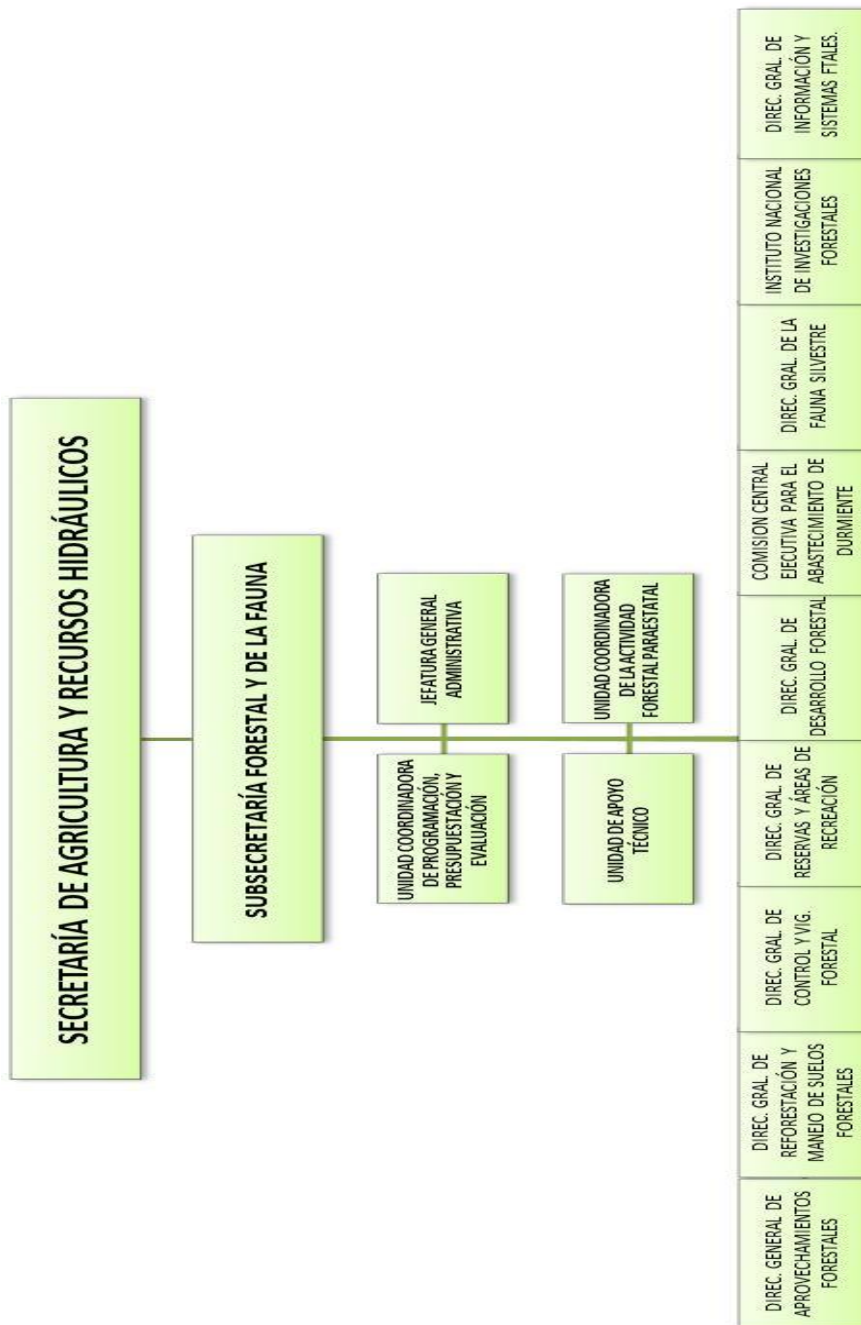 SECRETARÍA DE AGRICULTURA Y RECURSOS HIDRÁULICOS
SUBSECRETARÍA FORESTAL Y DE LA FAUNA
UNIDAD COORDINADORA
DE PROGRAMACIÓN,
PRESUPUESTACIÓN Y
EVALUACIÓN
JEFATURA GENERAL
ADMINISTRATIVA
UNIDAD DE APOYO
TÉCNICO
UNIDAD COORDINADORA
DE LA ACTIVIDAD
FORESTAL PARAESTATAL
DIREC. GENERAL DE
APROVECHAMIENTOS
FORESTALES
DIREC. GRAL. DE
REFORESTACIÓN Y
MANEJO DE SUELOS
FORESTALES
DIREC. GRAL. DE
CONTROL Y VIG.
FORESTAL
DIREC. GRAL. DE
RESERVAS Y ÁREAS DE
RECREACIÓN
DIREC. GRAL. DE
DESARROLLO FORESTAL
COMISION CENTRAL
EJECUTIVA PARA EL
ABASTECIMIENTO DE
DURMIENTE
DIREC. GRAL. DE LA
FAUNA SILVESTRE
INSTITUTO NACIONAL
DE INVESTIGACIONES
FORESTALES
DIREC. GRAL. DE
INFORMACIÓN Y
SISTEMAS FTALES.